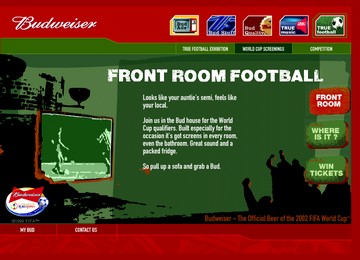 Budweiser
Bud Stuff
Bud Quality
TRUE music
TRUE football
TRUE FOOTBALL EXHIBITION
WORLD CUP SCREENINGS
COMPETITION
FRONT ROOM FOOTBALL
Looks like your auntie's semi, feels like
your local.
Join us in the Bud house for the World
Cup qualifiers. Built especially for the
occasion it's got screens in every room,
even the bathroom. Great sound and a
packed fridge.
So pull up a sofa and grab a Bud.
FRONT
ROOM
WHERE
IS IT ?
WIN
TICKETS
Budweiser
Budweiser – The Official Beer of the 2002 FIFA World Cup™
MY BUD
CONTACT US